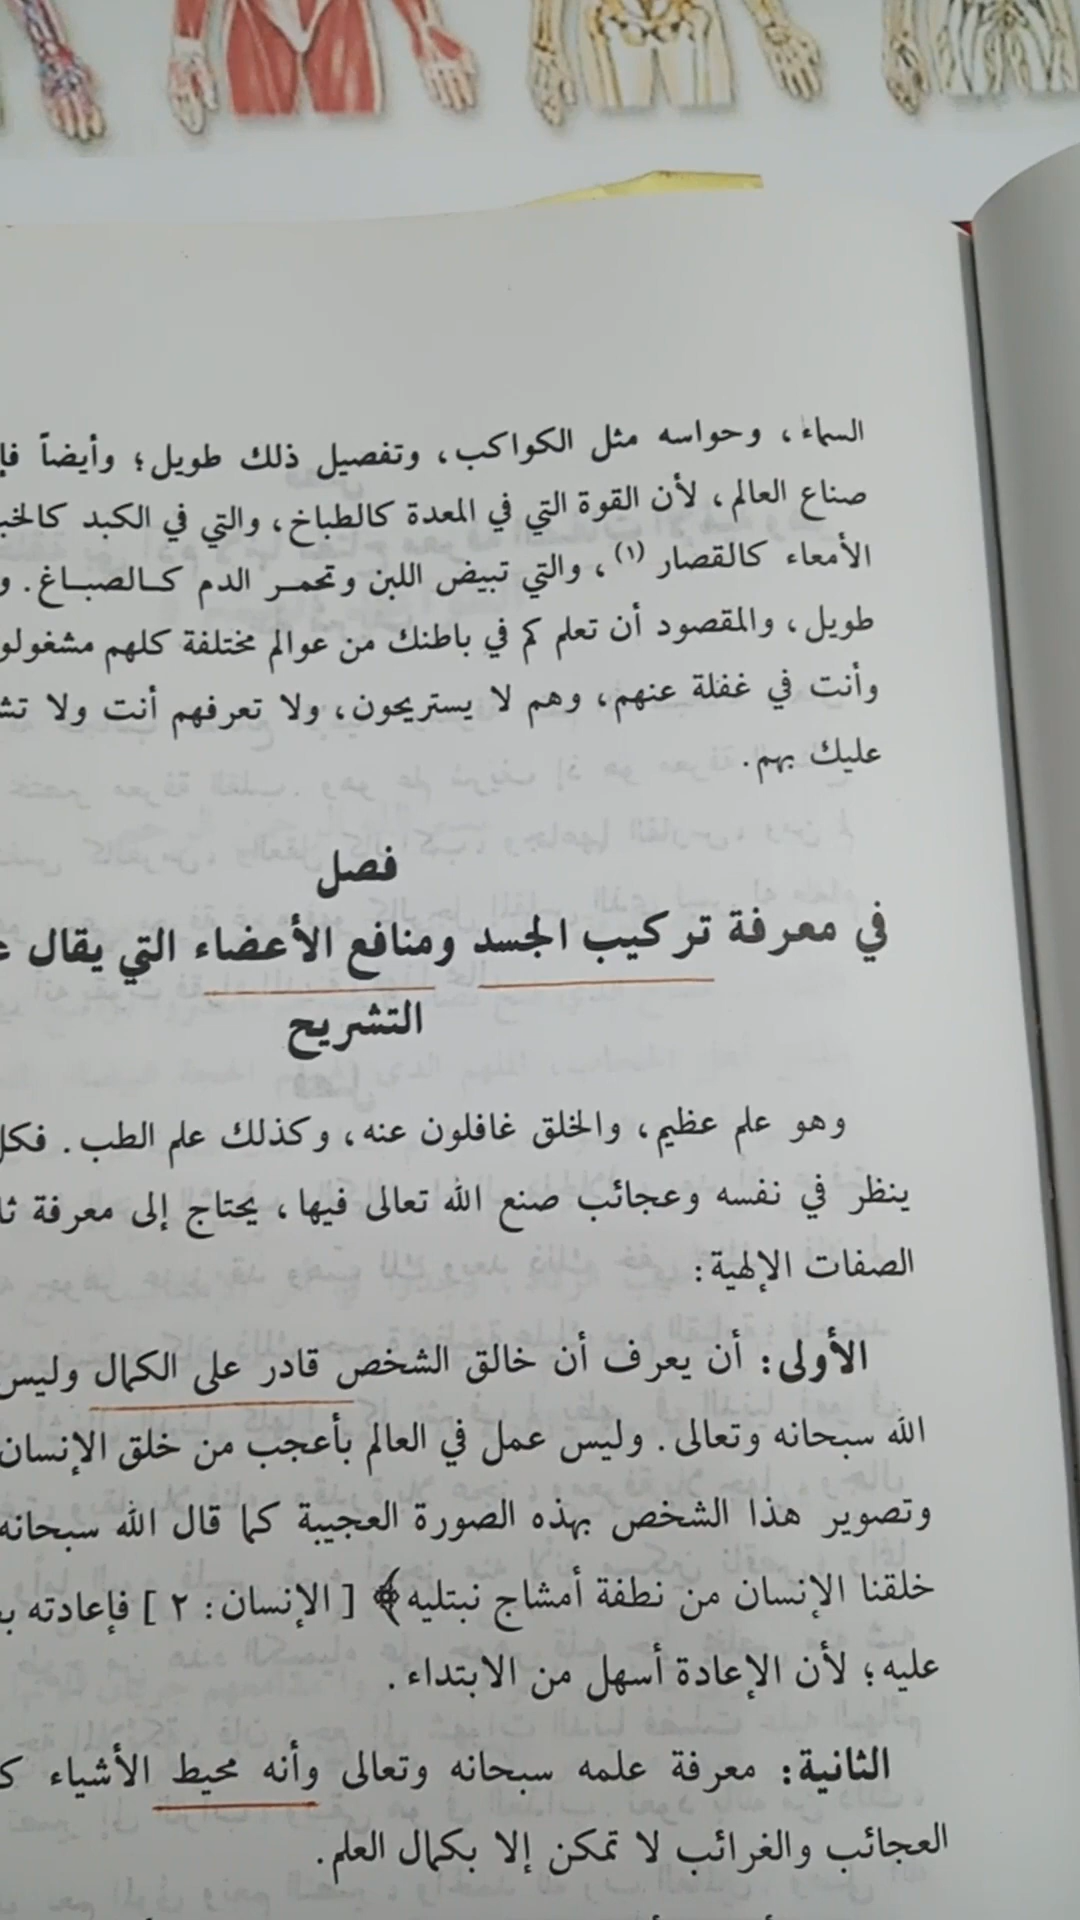 السماء، وحواسه مثل الكواكب، وتفصيل ذلك طويل؛ وأيضاً
صناع العالم، لأن القوة التي في المعدة كالطباخ، والتي في الكبد
الأمعاء كالقصار (١)، والتي تبيض اللبن وتحمر الدم كالصباغ.
طويل، والمقصود أن تعلم كم في باطنك من عوالم مختلفة كلهم
وأنت في غفلة عنهم، وهم لا يستريحون، ولا تعرفهم أنت ولا
عليك بهم.
فصل
في معرفة تركيب الجسد ومنافع الأعضاء التي يقال
التشريح
وهو علم عظيم، والخلق غافلون عنه، وكذلك علم الطب.
ينظر في نفسه وعجائب صنع الله تعالى فيها، يحتاج إلى معرفة
الصفات الإلهية:
الأولى: أن يعرف أن خالق الشخص قادر على الكمال وليس
الله سبحانه وتعالى. وليس عمل في العالم بأعجب من خلق الإنسان
وتصوير هذا الشخص بهذه الصورة العجيبة كما قال الله سبحانه
خلقنا الإنسان من نطفة أمشاج نبتليه﴾ [الإنسان: ٢] فإعادته
عليه؛ لأن الإعادة أسهل من الابتداء.
الثانية: معرفة علمه سبحانه وتعالى وأنه محيط الأشياء
العجائب والغرائب لا تمكن إلا بكمال العلم.